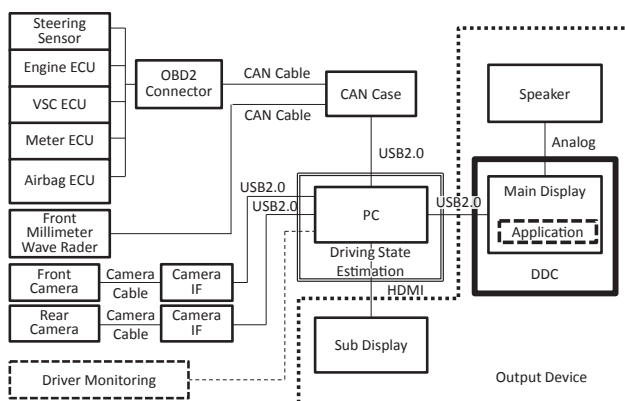 Steering
Sensor
Engine ECU
VSC ECU
Meter ECU
Airbag ECU
OBD2
Connector
CAN Cable
CAN Cable
CAN Case
USB2.0
Front
Millimeter
Wave Rader
Front
Camera
Camera
Cable
Camera
IF
Rear
Camera
Camera
Cable
Camera
IF
Driver Monitoring
USB2.0
USB2.0
PC
Driving State
Estimation
HDMI
Sub Display
USB2.0
Speaker
Analog
Main Display
Application
DDC
Output Device